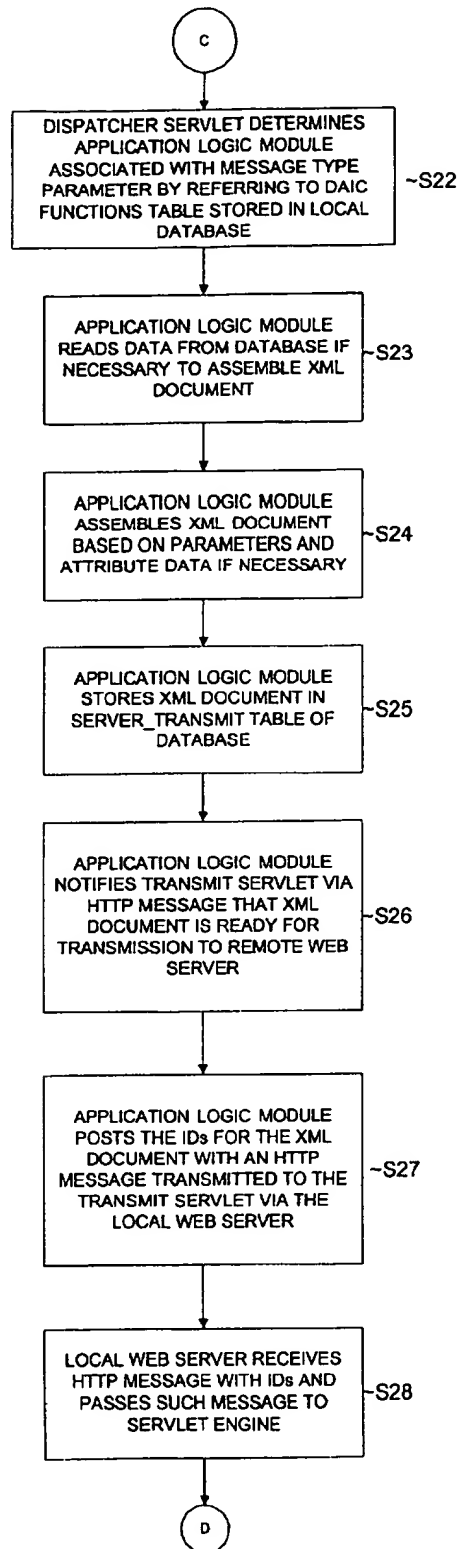 C
DISPATCHER SERVLET DETERMINES
APPLICATION LOGIC MODULE
ASSOCIATED WITH MESSAGE TYPE
PARAMETER BY REFERRING TO DAIC
FUNCTIONS TABLE STORED IN LOCAL
DATABASE
~S22
APPLICATION LOGIC MODULE
READS DATA FROM DATABASE IF
NECESSARY TO ASSEMBLE XML
DOCUMENT
~S23
APPLICATION LOGIC MODULE
ASSEMBLES XML DOCUMENT
BASED ON PARAMETERS AND
ATTRIBUTE DATA IF NECESSARY
~S24
APPLICATION LOGIC MODULE
STORES XML DOCUMENT IN
SERVER_TRANSMIT TABLE OF
DATABASE
~S25
APPLICATION LOGIC MODULE
NOTIFIES TRANSMIT SERVLET VIA
HTTP MESSAGE THAT XML
DOCUMENT IS READY FOR
TRANSMISSION TO REMOTE WEB
SERVER
~S26
APPLICATION LOGIC MODULE
POSTS THE IDs FOR THE XML
DOCUMENT WITH AN HTTP
MESSAGE TRANSMITTED TO THE
TRANSMIT SERVLET VIA THE
LOCAL WEB SERVER
~S27
LOCAL WEB SERVER RECEIVES
HTTP MESSAGE WITH IDs AND
PASSES SUCH MESSAGE TO
SERVLET ENGINE
~S28
D